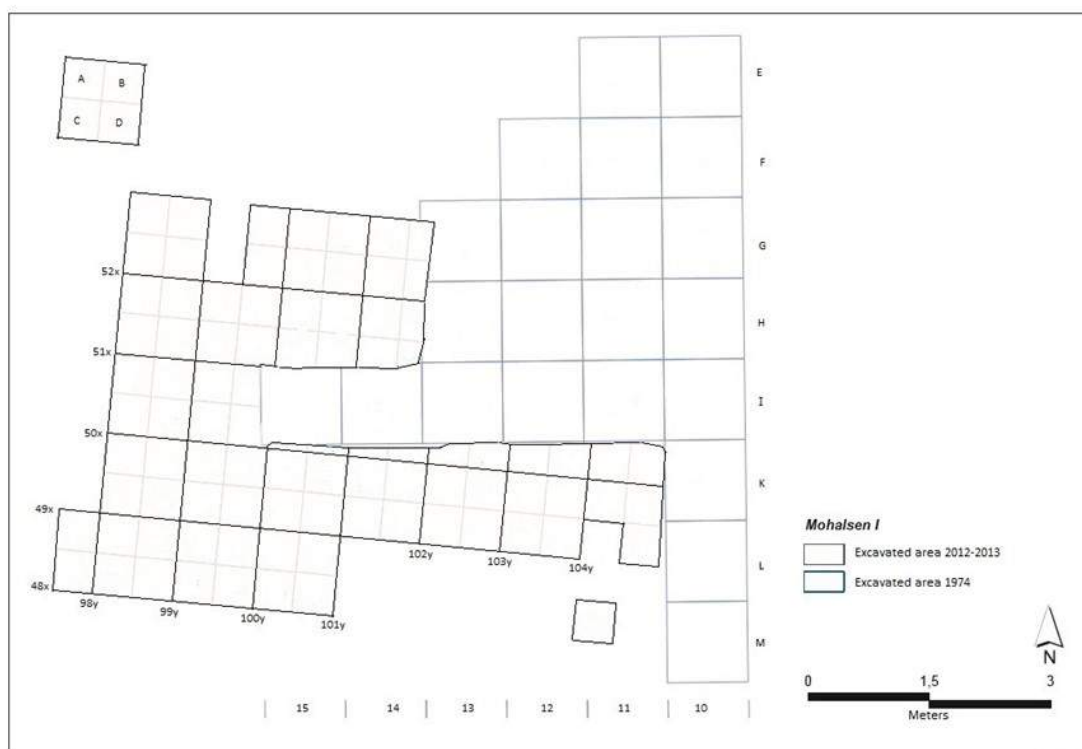 A B
C D
E
F
G
H
I
K
L
M
52x
51x
50x
49x
48x
98y
99y
100y
101y
102y
103y
104y
15 14 13 12 11 10
Mohalsen I
Excavated area 2012-2013
Excavated area 1974
N
0 1,5 3
Meters